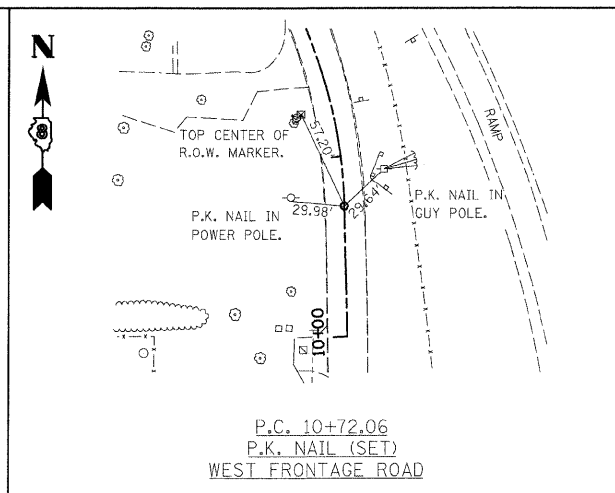 N
TOP CENTER OF
R.O.W. MARKER.
57.20'
RAMP
P.K. NAIL IN
POWER POLE.
29.98'
29.64'
P.K. NAIL IN
GUY POLE.
10+00
P.C. 10+72.06
P.K. NAIL (SET)
WEST FRONTAGE ROAD